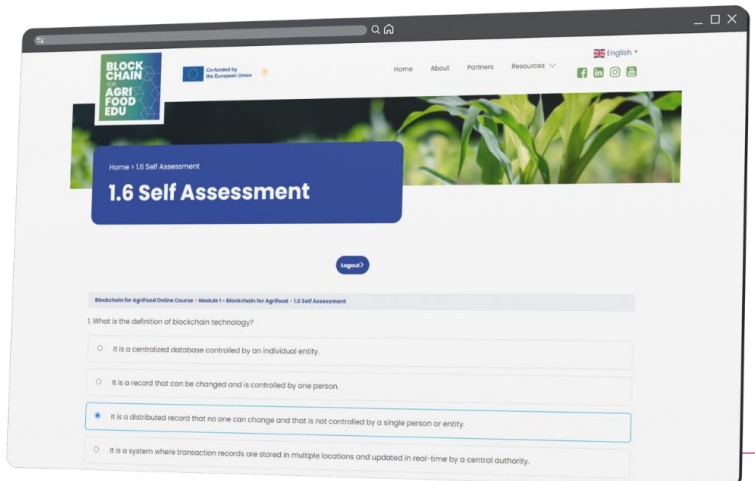 BLOCK
CHAIN
FOR
AGRI
FOOD
EDU
Co-funded by
the European Union
Home About Partners Resources
English
Home > 1.6 Self Assessment
1.6 Self Assessment
Logout
Blockchain for Agrifood Online Course > Module 1 - Blockchain for Agrifood > 1.6 Self Assessment
1. What is the definition of blockchain technology?
It is a centralized database controlled by an individual entity.
It is a record that can be changed and is controlled by one person.
It is a distributed record that no one can change and that is not controlled by a single person or entity.
It is a system where transaction records are stored in multiple locations and updated in real-time by a central authority.